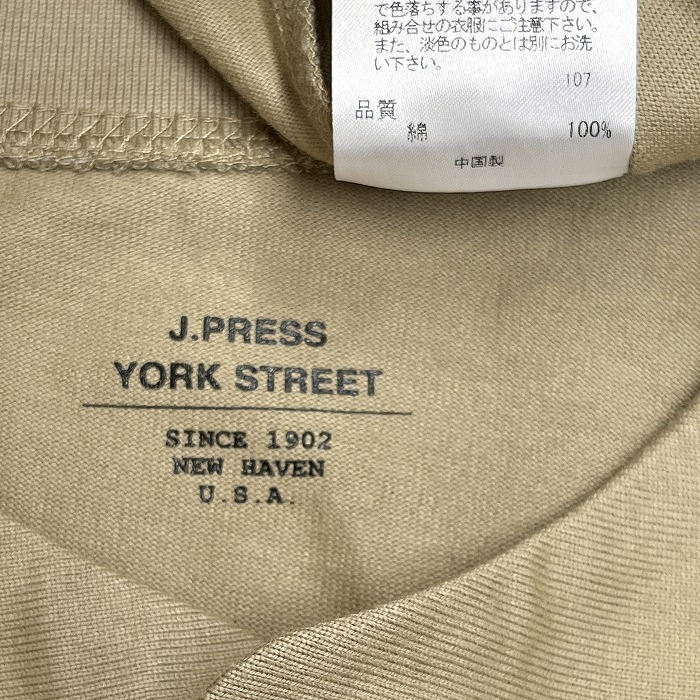 で色落ちする事がありますので、
組み合せの衣服にご注意下さい。
また、淡色のものとは別にお洗
い下さい。
107
品質
綿 100%
中国製
J.PRESS
YORK STREET
SINCE 1902
NEW HAVEN
U.S.A.